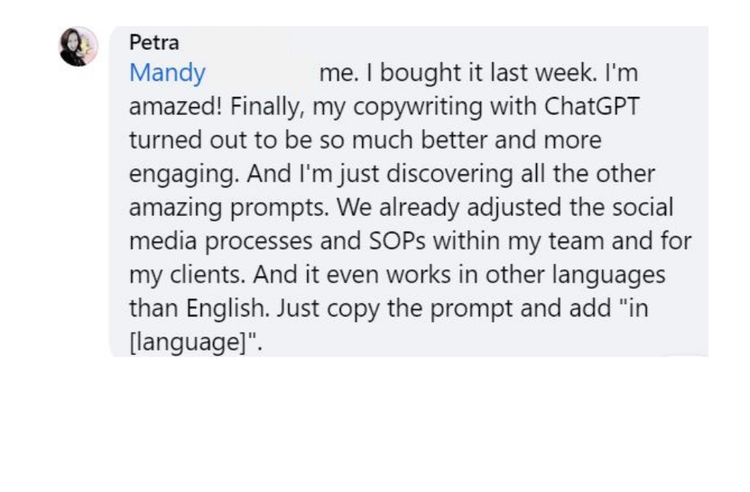 Petra
Mandy me. I bought it last week. I'm
amazed! Finally, my copywriting with ChatGPT
turned out to be so much better and more
engaging. And I'm just discovering all the other
amazing prompts. We already adjusted the social
media processes and SOPs within my team and for
my clients. And it even works in other languages
than English. Just copy the prompt and add "in
[language]".